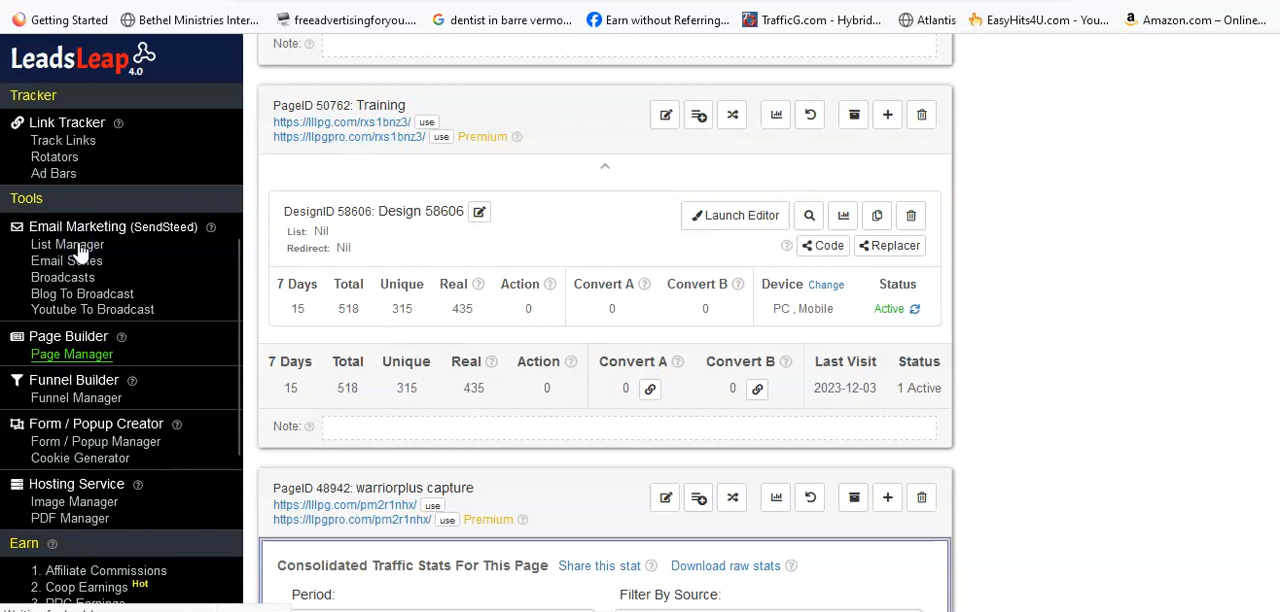 Getting Started Bethel Ministries Inter... freeadvertisingforyou.... dentist in barre vermo... Earn without Referring... TrafficG.com - Hybrid... Atlantis EasyHits4U.com - You... Amazon.com – Online...
LeadsLeap 4.0
Tracker
Link Tracker
Track Links
Rotators
Ad Bars
Tools
Email Marketing (SendSteed)
List Manager
Email
Broadcasts
Blog To Broadcast
Youtube To Broadcast
Page Builder
Page Manager
Funnel Builder
Funnel Manager
Form / Popup Creator
Form / Popup Manager
Cookie Generator
Hosting Service
Image Manager
PDF Manager
Earn
1. Affiliate Commissions
2. Coop Earnings Hot
Note:
PageID 50762: Training
https://lllpg.com/rxs1bnz3/ use
https://llpgpro.com/rxs1bnz3/ use Premium
DesignID 58606: Design 58606
Launch Editor
List: Nil
Redirect: Nil
Code Replacer
7 Days Total Unique Real Action Convert A Convert B Device Change Status
15 518 315 435 0 0 0 PC , Mobile Active
7 Days Total Unique Real Action Convert A Convert B Last Visit Status
15 518 315 435 0 0 0 2023-12-03 1 Active
Note:
PageID 48942: warriorplus capture
https://lllpg.com/pm2r1nhx/ use
https://llpgpro.com/pm2r1nhx/ use Premium
Consolidated Traffic Stats For This Page Share this stat Download raw stats
Period: Filter By Source: